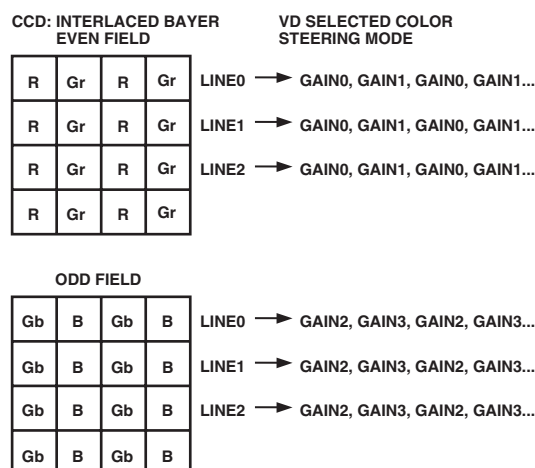 CCD: INTERLACED BAYER
EVEN FIELD
VD SELECTED COLOR
STEERING MODE
R Gr R Gr LINE0 GAIN0, GAIN1, GAIN0, GAIN1...
R Gr R Gr LINE1 GAIN0, GAIN1, GAIN0, GAIN1...
R Gr R Gr LINE2 GAIN0, GAIN1, GAIN0, GAIN1...
R Gr R Gr
ODD FIELD
Gb B Gb B LINE0 GAIN2, GAIN3, GAIN2, GAIN3...
Gb B Gb B LINE1 GAIN2, GAIN3, GAIN2, GAIN3...
Gb B Gb B LINE2 GAIN2, GAIN3, GAIN2, GAIN3...
Gb B Gb B